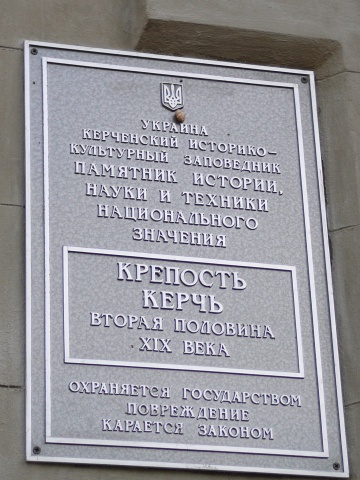 УКРАИНА
КЕРЧЕНСКИЙ ИСТОРИКО–
КУЛЬТУРНЫЙ ЗАПОВЕДНИК
ПАМЯТНИК ИСТОРИИ,
НАУКИ И ТЕХНИКИ
НАЦИОНАЛЬНОГО
ЗНАЧЕНИЯ
КРЕПОСТЬ
КЕРЧЬ
ВТОРАЯ ПОЛОВИНА
XIX ВЕКА
ОХРАНЯЕТСЯ ГОСУДАРСТВОМ
ПОВРЕЖДЕНИЕ
КАРАЕТСЯ ЗАКОНОМ